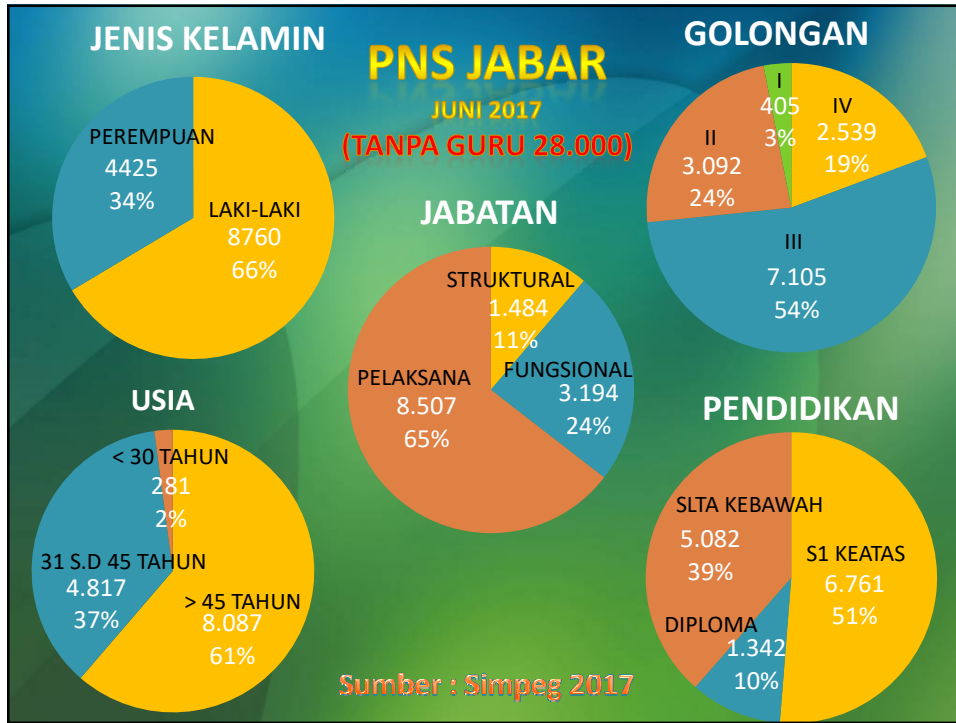 JENIS KELAMIN
PEREMPUAN
4425
34%
LAKI-LAKI
8760
66%
PNS JABAR
JUNI 2017
(TANPA GURU 28.000)
GOLONGAN
I
405
3%
IV
2.539
19%
II
3.092
24%
III
7.105
54%
JABATAN
STRUKTURAL
1.484
11%
FUNGSIONAL
3.194
24%
PELAKSANA
8.507
65%
USIA
< 30 TAHUN
281
2%
31 S.D 45 TAHUN
4.817
37%
> 45 TAHUN
8.087
61%
PENDIDIKAN
SLTA KEBAWAH
5.082
39%
S1 KEATAS
6.761
51%
DIPLOMA
1.342
10%
Sumber : Simpeg 2017